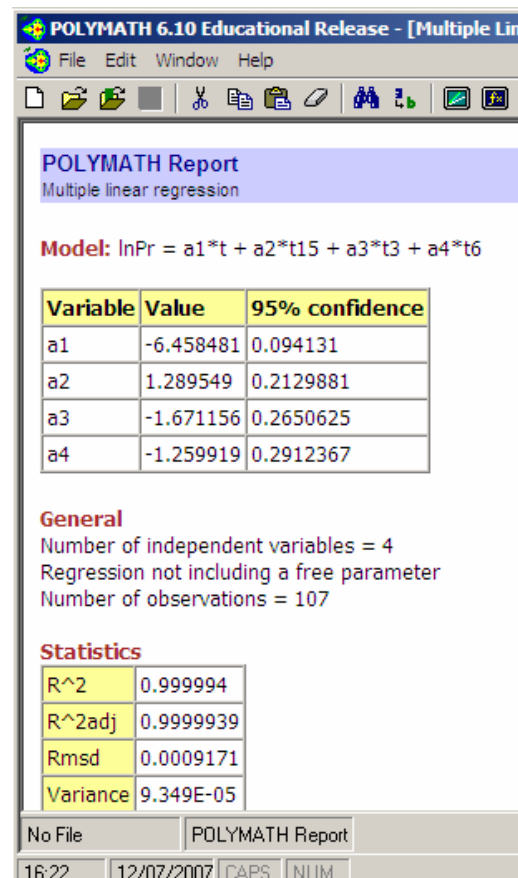 POLYMATH 6.10 Educational Release - [Multiple Lin
File Edit Window Help
POLYMATH Report
Multiple linear regression
Model: lnPr = a1*t + a2*t15 + a3*t3 + a4*t6
Variable Value 95% confidence
a1 -6.458481 0.094131
a2 1.289549 0.2129881
a3 -1.671156 0.2650625
a4 -1.259919 0.2912367
General
Number of independent variables = 4
Regression not including a free parameter
Number of observations = 107
Statistics
R^2 0.999994
R^2adj 0.9999939
Rmsd 0.0009171
Variance 9.349E-05
No File POLYMATH Report
16:22 12/07/2007 CAPS NUM